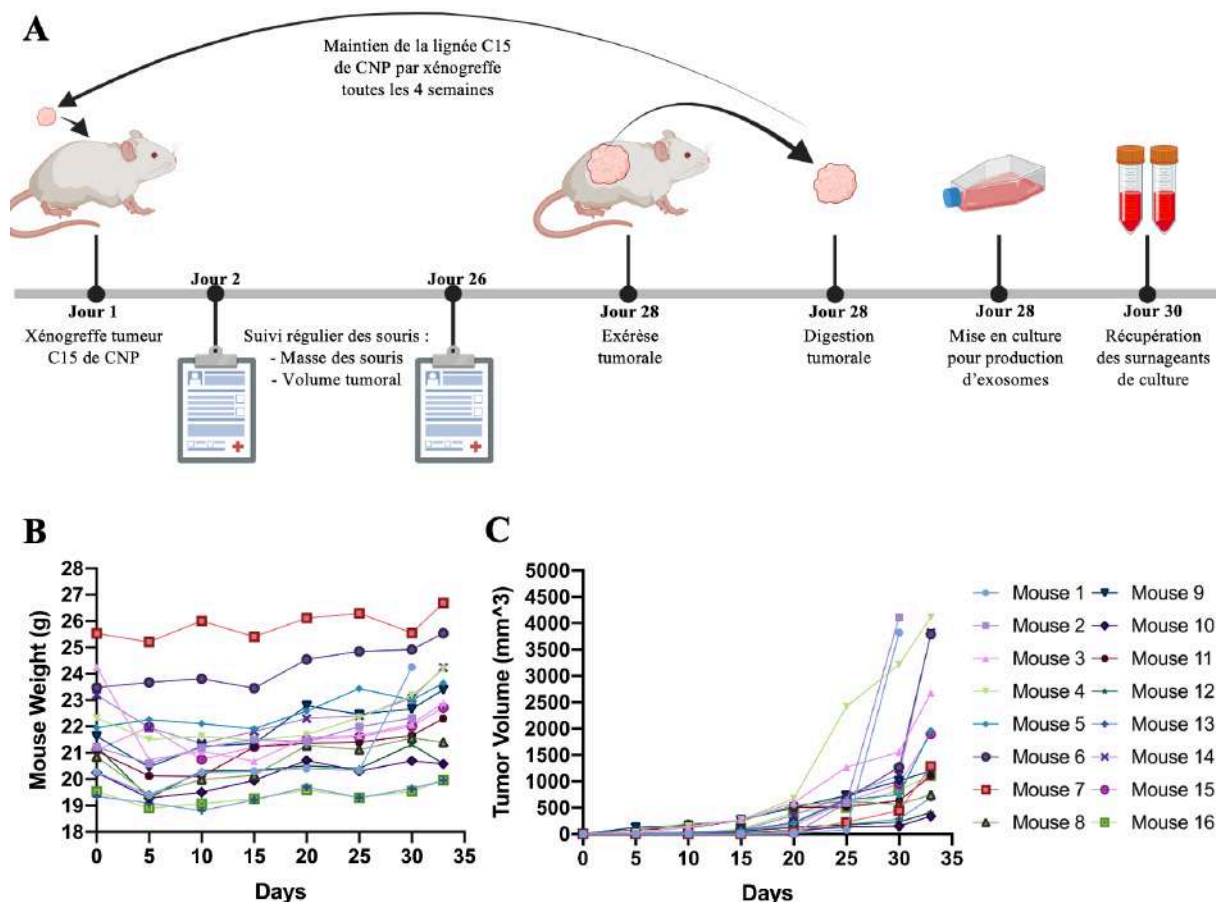 A
Maintien de la lignée C15
de CNP par xénogreffe
toutes les 4 semaines
Jour 2
Jour 26
Jour 1
Xénogreffe tumeur
C15 de CNP
Suivi régulier des souris :
- Masse des souris
- Volume tumoral
Jour 28
Exérèse
tumorale
Jour 28
Digestion
tumorale
Jour 28
Mise en culture
pour production
d'exosomes
Jour 30
Récupération
des surnageants
de culture
B
Mouse Weight (g)
28
27
26
25
24
23
22
21
20
19
18
0 5 10 15 20 25 30 35
Days
C
Tumor Volume (mm^3)
5000
4500
4000
3500
3000
2500
2000
1500
1000
500
0
0 5 10 15 20 25 30 35
Days
Mouse 1 Mouse 9
Mouse 2 Mouse 10
Mouse 3 Mouse 11
Mouse 4 Mouse 12
Mouse 5 Mouse 13
Mouse 6 Mouse 14
Mouse 7 Mouse 15
Mouse 8 Mouse 16